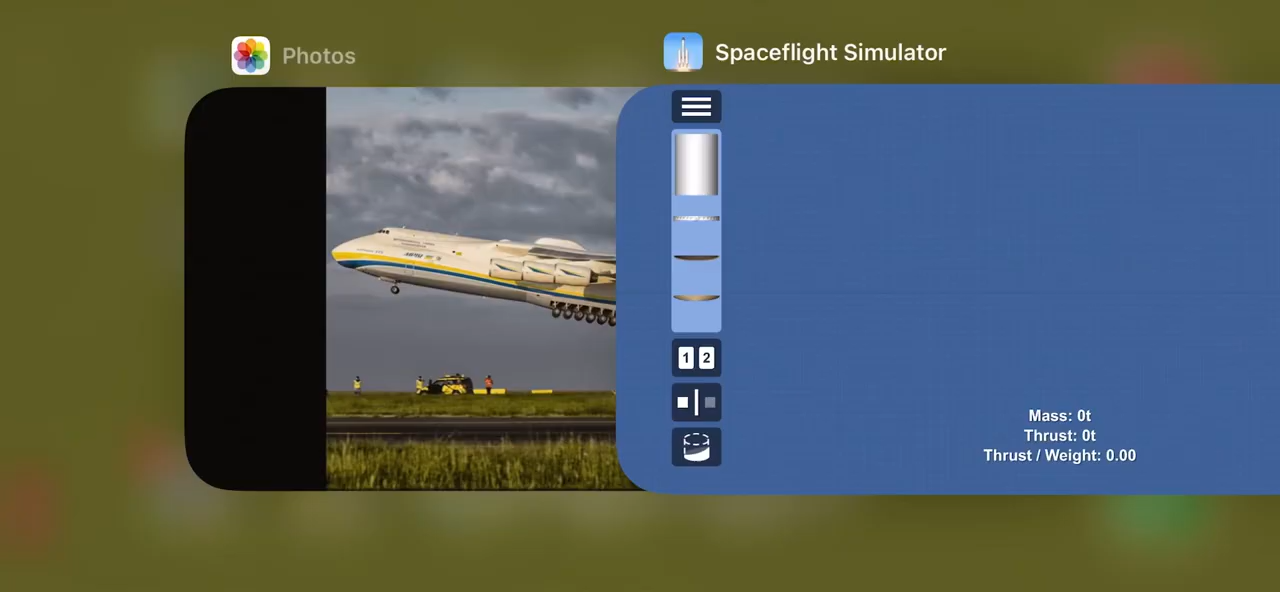 Photos
Spaceflight Simulator
1 2
Mass: 0t
Thrust: 0t
Thrust / Weight: 0.00